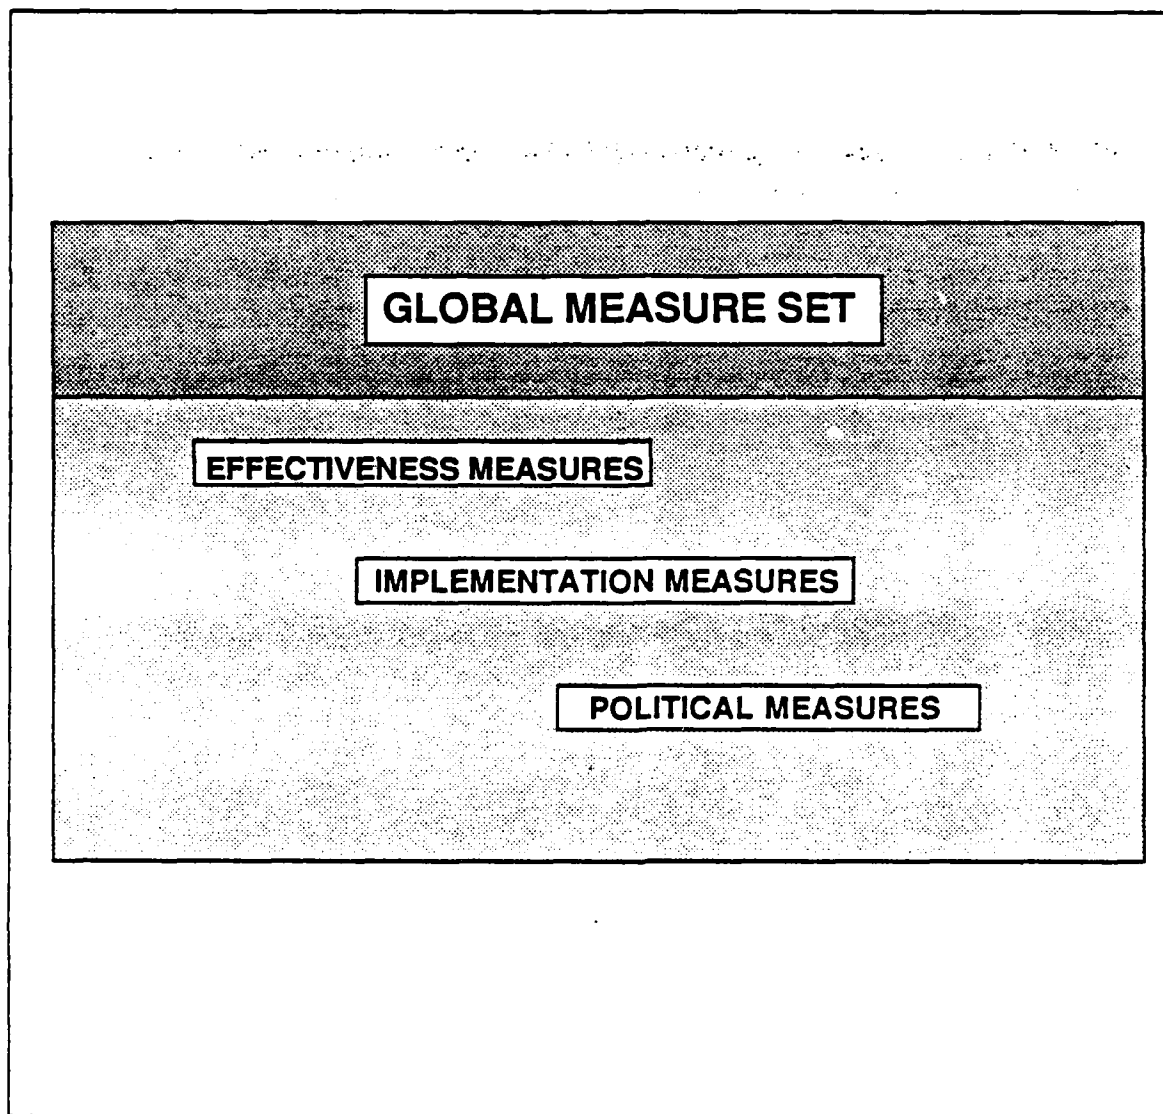 GLOBAL MEASURE SET
EFFECTIVENESS MEASURES
IMPLEMENTATION MEASURES
POLITICAL MEASURES